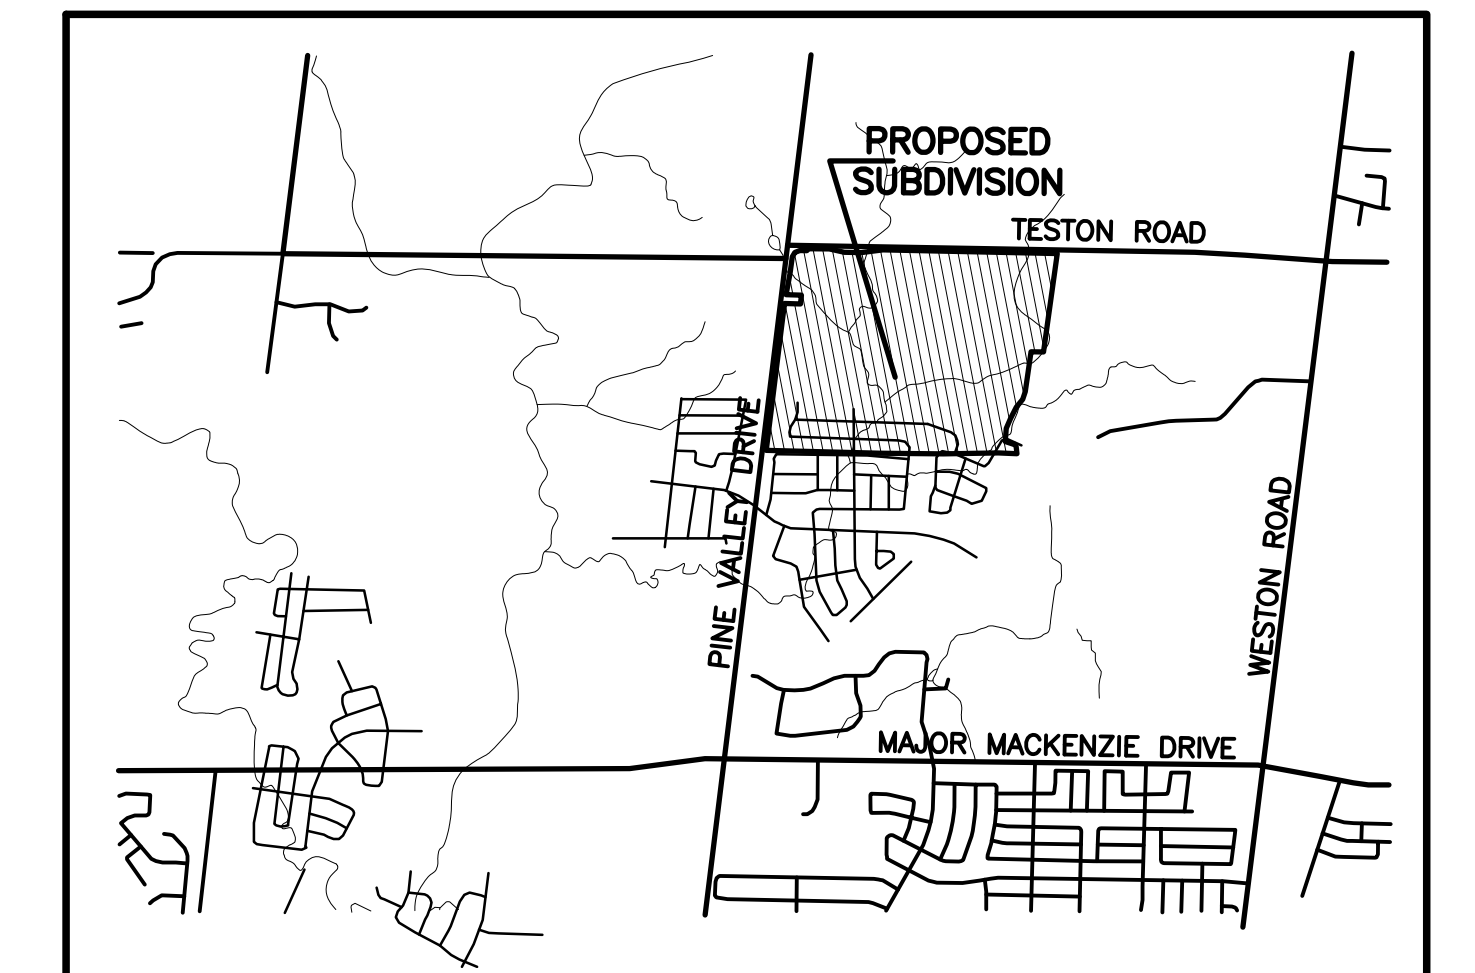 PROPOSED
SUBDIVISION
TESTON ROAD
PINE VALLEY DRIVE
WESTON ROAD
MAJOR MACKENZIE DRIVE